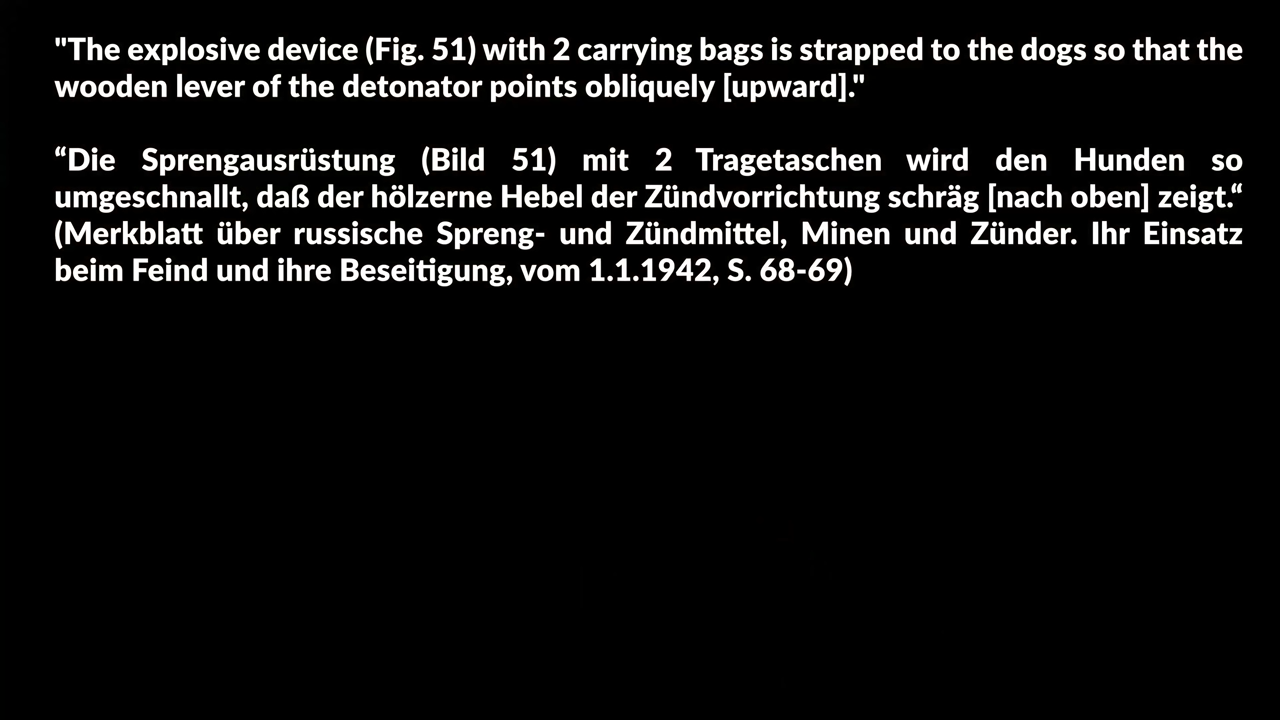 "The explosive device (Fig. 51) with 2 carrying bags is strapped to the dogs so that the
wooden lever of the detonator points obliquely [upward]."
“Die Sprengausrüstung (Bild 51) mit 2 Tragetaschen wird den Hunden so
umgeschnallt, daß der hölzerne Hebel der Zündvorrichtung schräg [nach oben] zeigt.“
(Merkblatt über russische Spreng- und Zündmittel, Minen und Zünder. Ihr Einsatz
beim Feind und ihre Beseitigung, vom 1.1.1942, S. 68-69)